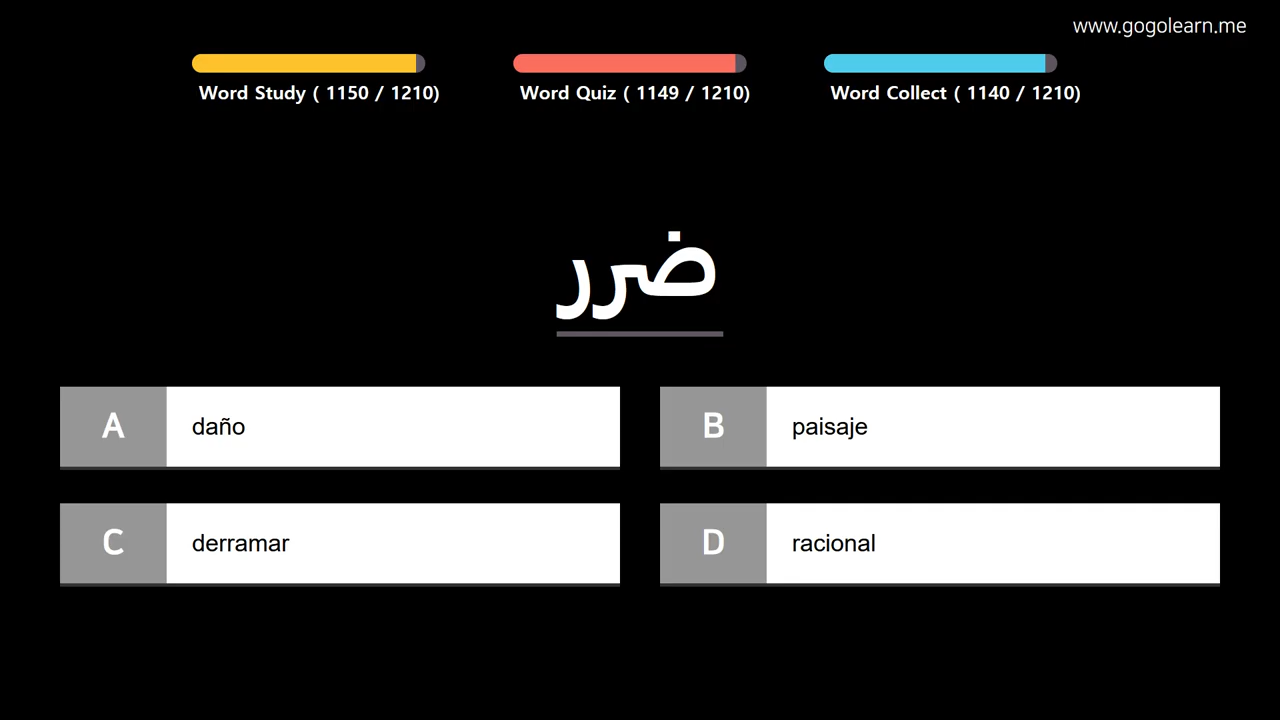 www.gogolearn.me
Word Study ( 1150 / 1210)
Word Quiz ( 1149 / 1210)
Word Collect ( 1140 / 1210)
ضرر
A daño
B paisaje
C derramar
D racional